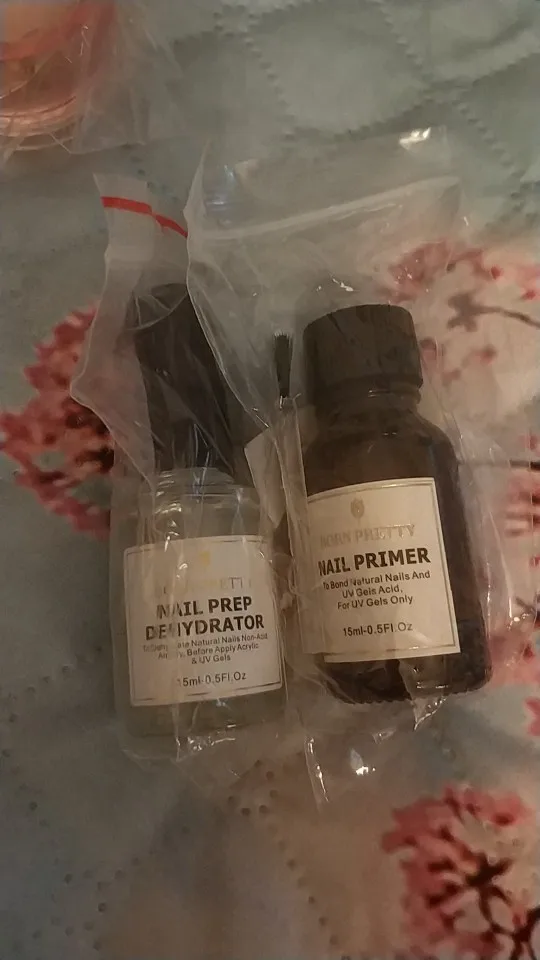 NAIL PREP
DEHYDRATOR
Natural Nails Non-Acid,
Before Apply Acrylic
& UV Gels
15ml-0.5Fl.Oz
BORN PRETTY
NAIL PRIMER
To Bond Natural Nails And
UV Gels Acid,
For UV Gels Only
15ml-0.5Fl.Oz